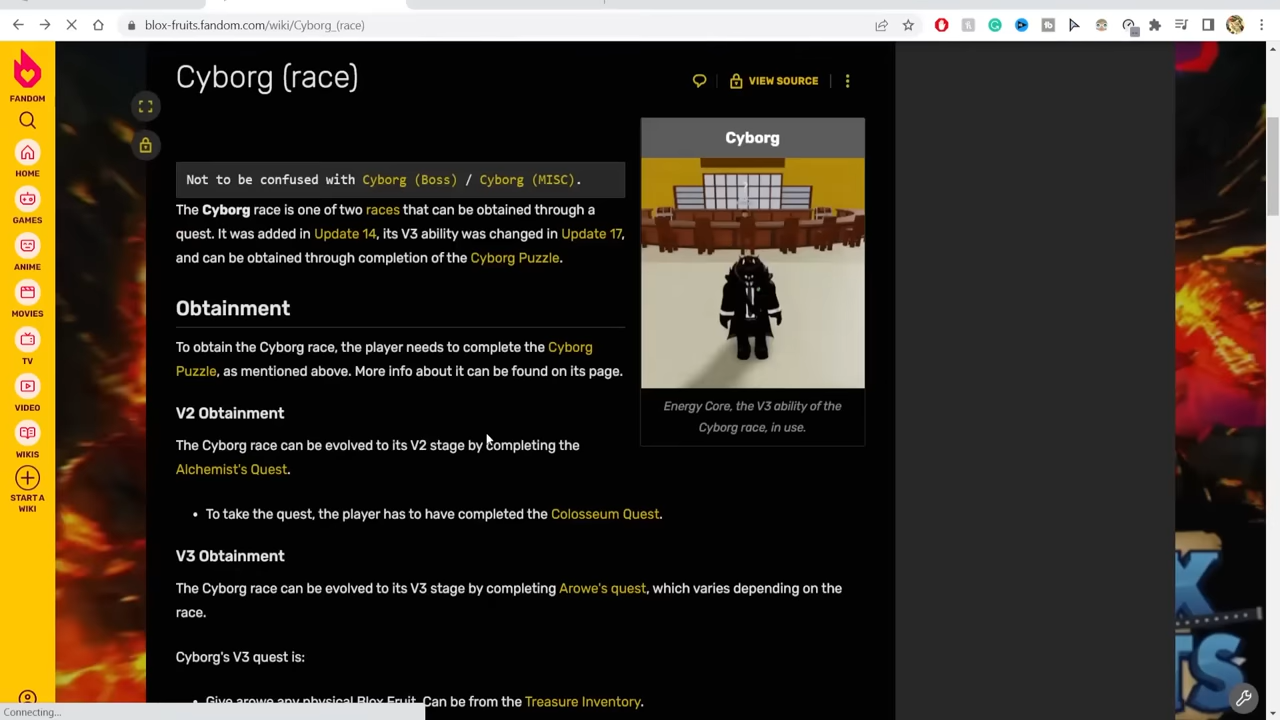 blox-fruits.fandom.com/wiki/Cyborg_(race)
FANDOM
HOME
GAMES
ANIME
MOVIES
TV
VIDEO
WIKIS
START A
WIKI
Cyborg (race)
VIEW SOURCE
Not to be confused with Cyborg (Boss) / Cyborg (MISC).
The Cyborg race is one of two races that can be obtained through a
quest. It was added in Update 14, its V3 ability was changed in Update 17,
and can be obtained through completion of the Cyborg Puzzle.
Cyborg
Energy Core, the V3 ability of the
Cyborg race, in use.
Obtainment
To obtain the Cyborg race, the player needs to complete the Cyborg
Puzzle, as mentioned above. More info about it can be found on its page.
V2 Obtainment
The Cyborg race can be evolved to its V2 stage by completing the
Alchemist's Quest.
• To take the quest, the player has to have completed the Colosseum Quest.
V3 Obtainment
The Cyborg race can be evolved to its V3 stage by completing Arowe's quest, which varies depending on the
race.
Cyborg's V3 quest is:
• Give arowe any physical Blox Fruit. Can be from the Treasure Inventory.
Connecting...